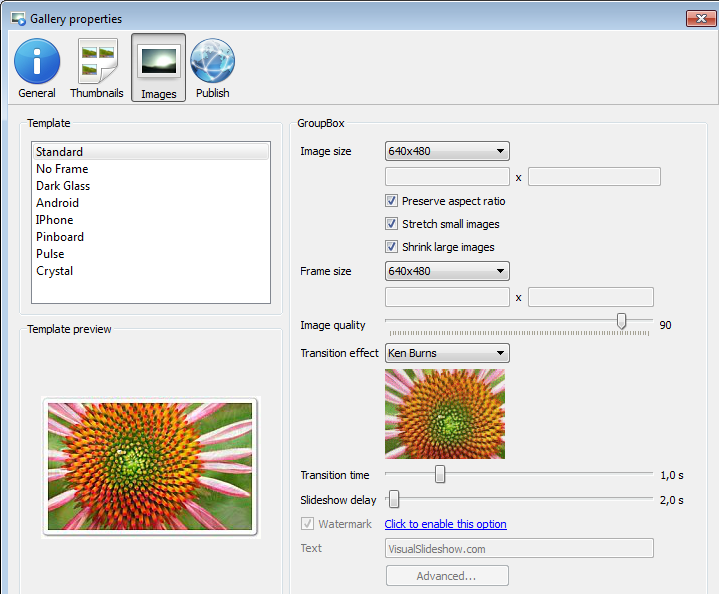 Gallery properties
General Thumbnails Images Publish
Template
Standard
No Frame
Dark Glass
Android
IPhone
Pinboard
Pulse
Crystal
Template preview
GroupBox
Image size 640x480
x
Preserve aspect ratio
Stretch small images
Shrink large images
Frame size 640x480
x
Image quality 90
Transition effect Ken Burns
Transition time 1,0 s
Slideshow delay 2,0 s
Watermark Click to enable this option
Text VisualSlideshow.com
Advanced...